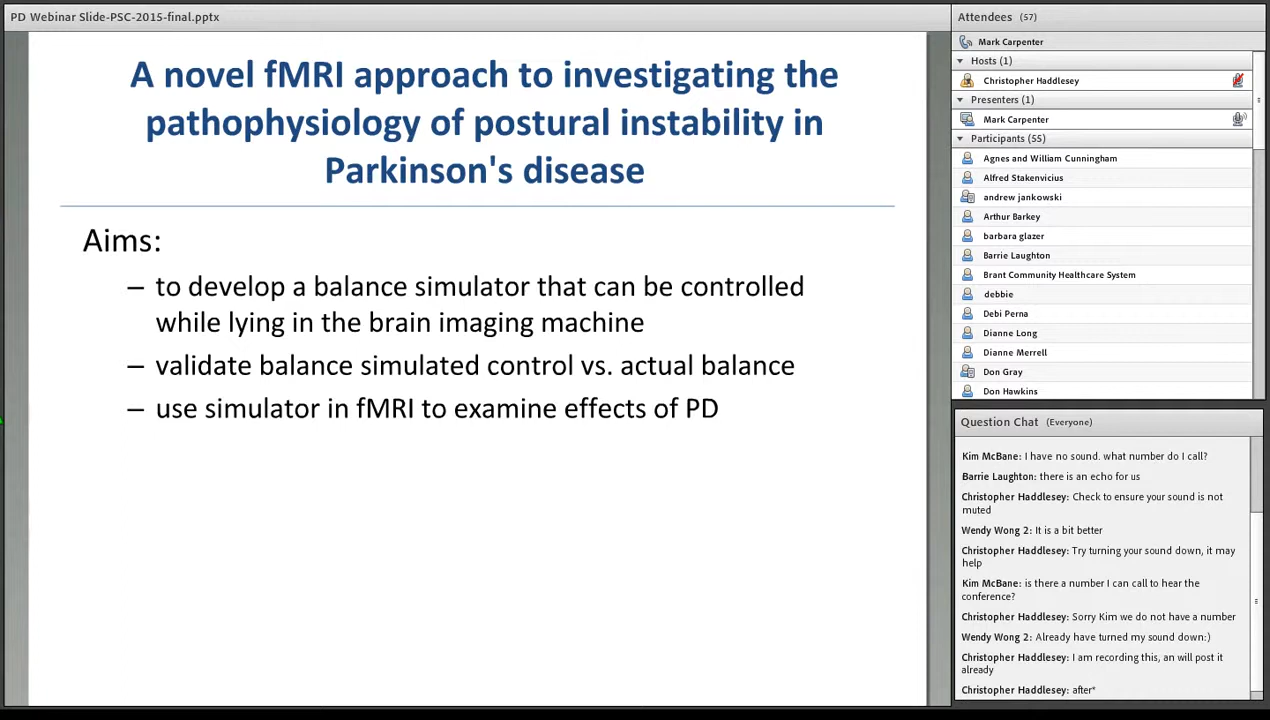 PD Webinar Slide-PSC-2015-final.pptx
A novel fMRI approach to investigating the
pathophysiology of postural instability in
Parkinson's disease
Aims:
– to develop a balance simulator that can be controlled
while lying in the brain imaging machine
– validate balance simulated control vs. actual balance
– use simulator in fMRI to examine effects of PD
Attendees (57)
Mark Carpenter
Hosts (1)
Christopher Haddlesey
Presenters (1)
Mark Carpenter
Participants (55)
Agnes and William Cunningham
Alfred Stakenvicius
andrew jankowski
Arthur Barkey
barbara glazer
Barrie Laughton
Brant Community Healthcare System
debbie
Debi Perna
Dianne Long
Dianne Merrell
Don Gray
Don Hawkins
Question Chat (Everyone)
Kim McBane: I have no sound. what number do I call?
Barrie Laughton: there is an echo for us
Christopher Haddlesey: Check to ensure your sound is not
muted
Wendy Wong 2: It is a bit better
Christopher Haddlesey: Try turning your sound down, it may
help
Kim McBane: is there a number I can call to hear the
conference?
Christopher Haddlesey: Sorry Kim we do not have a number
Wendy Wong 2: Already have turned my sound down:)
Christopher Haddlesey: I am recording this, an will post it
already
Christopher Haddlesey: after*